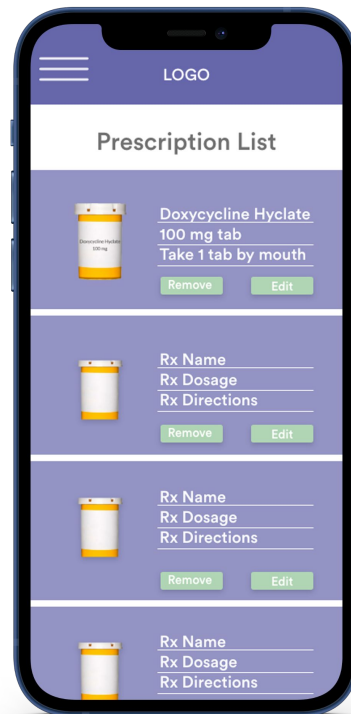 LOGO
Prescription List
Doxycycline Hyclate
100 mg
Doxycycline Hyclate
100 mg tab
Take 1 tab by mouth
Remove
Edit
Rx Name
Rx Dosage
Rx Directions
Remove
Edit
Rx Name
Rx Dosage
Rx Directions
Remove
Edit
Rx Name
Rx Dosage
Rx Directions